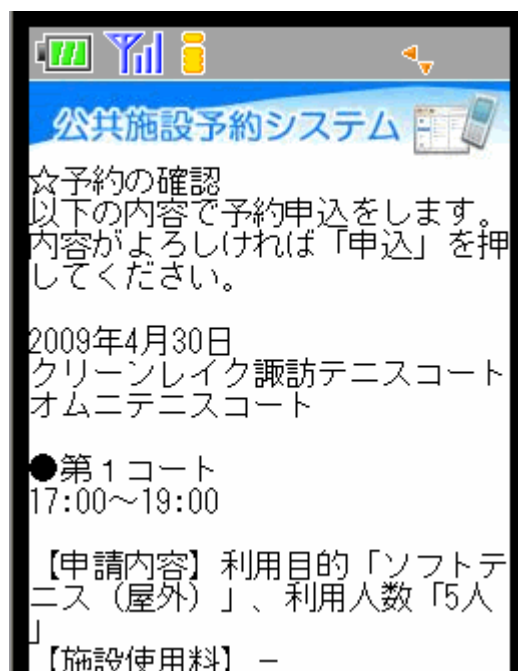 公共施設予約システム
☆予約の確認
以下の内容で予約申込をします。
内容がよろしければ「申込」を押
してください。
2009年4月30日
クリーンレイク諏訪テニスコート
オムニテニスコート
●第１コート
17:00～19:00
【申請内容】利用目的「ソフトテ
ニス（屋外）」、利用人数「5人
」
【施設使用料】－